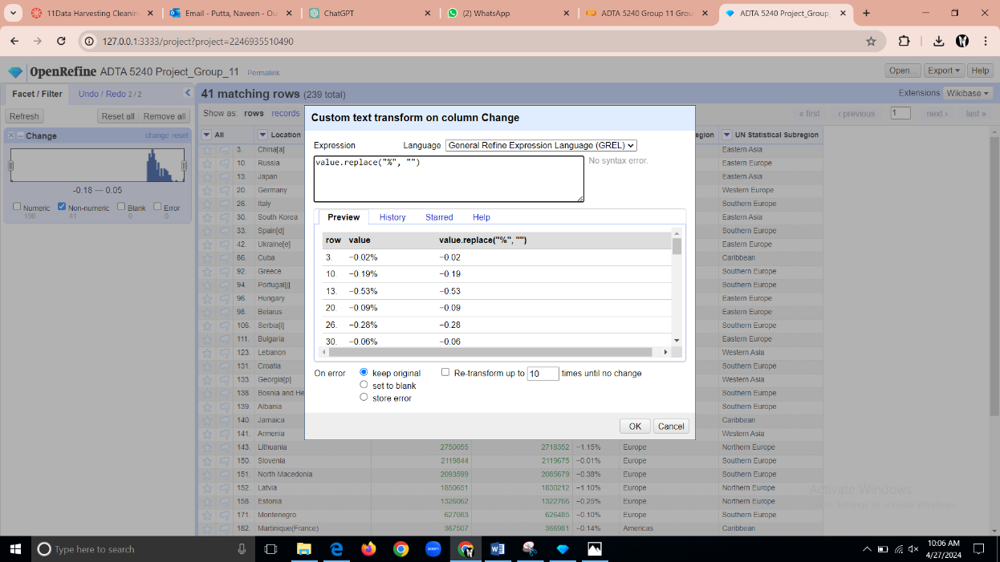 11Data Harvesting Cleanin
Email - Putta, Naveen - Ou
ChatGPT
(2) WhatsApp
ADTA 5240 Group 11 Grou
ADTA 5240 Project_Group_
127.0.0.1:3333/project?project=2246935510490
OpenRefine ADTA 5240 Project_Group_11 Permalink
Open... Export Help
Facet / Filter Undo / Redo 2 / 2
41 matching rows (239 total)
Extensions Wikibase
Refresh Reset all Remove all
Show as: rows records
« first ‹ previous 1 next › last »
Change change reset
-0.18 — 0.05
Numeric 198
Non-numeric 41
Blank 0
Error 0
All Location egion UN Statistical Subregion
3. China[a] Eastern Asia
10. Russia Eastern Europe
13. Japan Eastern Asia
20. Germany Western Europe
26. Italy Southern Europe
30. South Korea Eastern Asia
33. Spain[d] Southern Europe
42. Ukraine[e] Eastern Europe
86. Cuba Caribbean
92. Greece Southern Europe
94. Portugal[j] Southern Europe
96. Hungary Eastern Europe
98. Belarus Eastern Europe
106. Serbia[l] Southern Europe
111. Bulgaria Eastern Europe
123. Lebanon Western Asia
131. Croatia Southern Europe
133. Georgia[p] Western Asia
138. Bosnia and He Southern Europe
139. Albania Southern Europe
140. Jamaica Caribbean
141. Armenia Western Asia
143. Lithuania 2750055 2718352 −1.15% Europe Northern Europe
150. Slovenia 2119844 2119675 −0.01% Europe Southern Europe
151. North Macedonia 2093599 2085679 −0.38% Europe Southern Europe
152. Latvia 1850651 1830212 −1.10% Europe Northern Europe
158. Estonia 1326062 1322766 −0.25% Europe Northern Europe
171. Montenegro 627083 626485 −0.10% Europe Southern Europe
182. Martinique(France) 367507 366981 −0.14% Americas Caribbean
Custom text transform on column Change
Expression Language General Refine Expression Language (GREL)
value.replace("%", "")
No syntax error.
Preview History Starred Help
row value value.replace("%", "")
3. −0.02% −0.02
10. −0.19% −0.19
13. −0.53% −0.53
20. −0.09% −0.09
26. −0.28% −0.28
30. −0.06% −0.06
On error keep original
set to blank
store error
Re-transform up to 10 times until no change
OK Cancel
Activate Windows
Go to Settings to activate Windows.
Type here to search
zoom
10:06 AM
4/27/2024